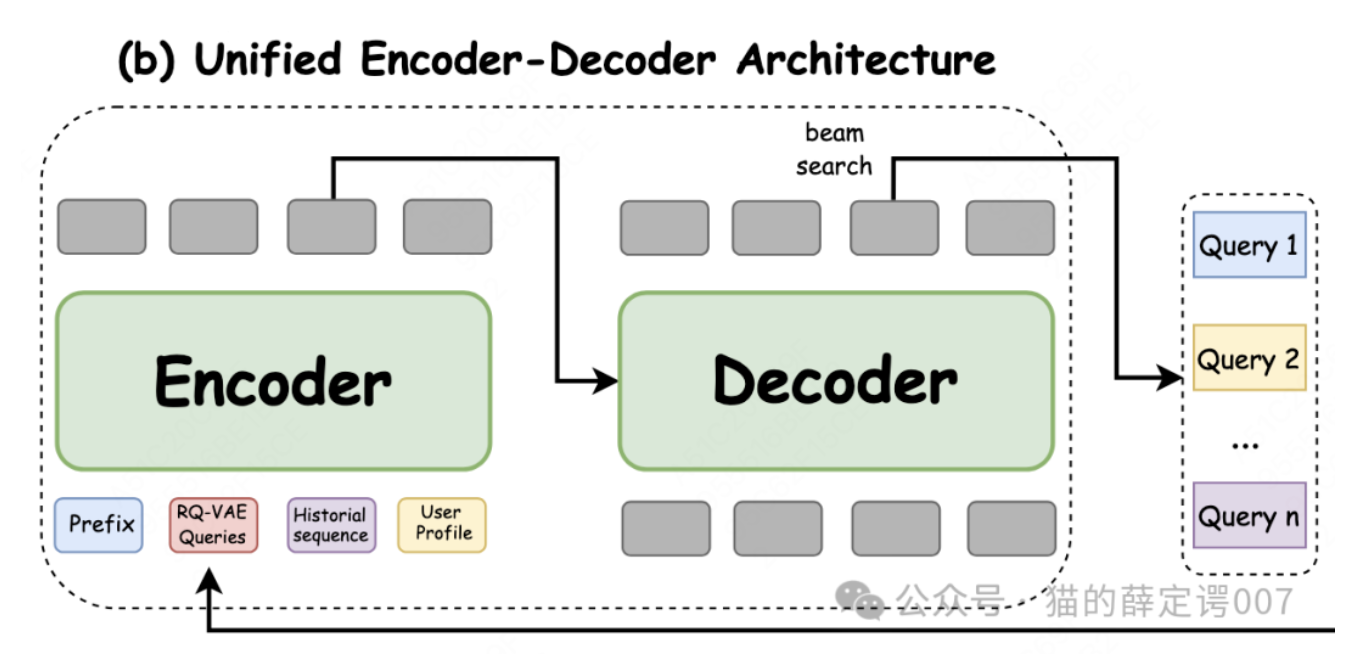 (b) Unified Encoder-Decoder Architecture
beam
search
Encoder
Decoder
Query 1
Query 2
...
Query n
Prefix
RQ-VAE
Queries
Historial
sequence
User
Profile
公众号 · 猫的薛定谔007